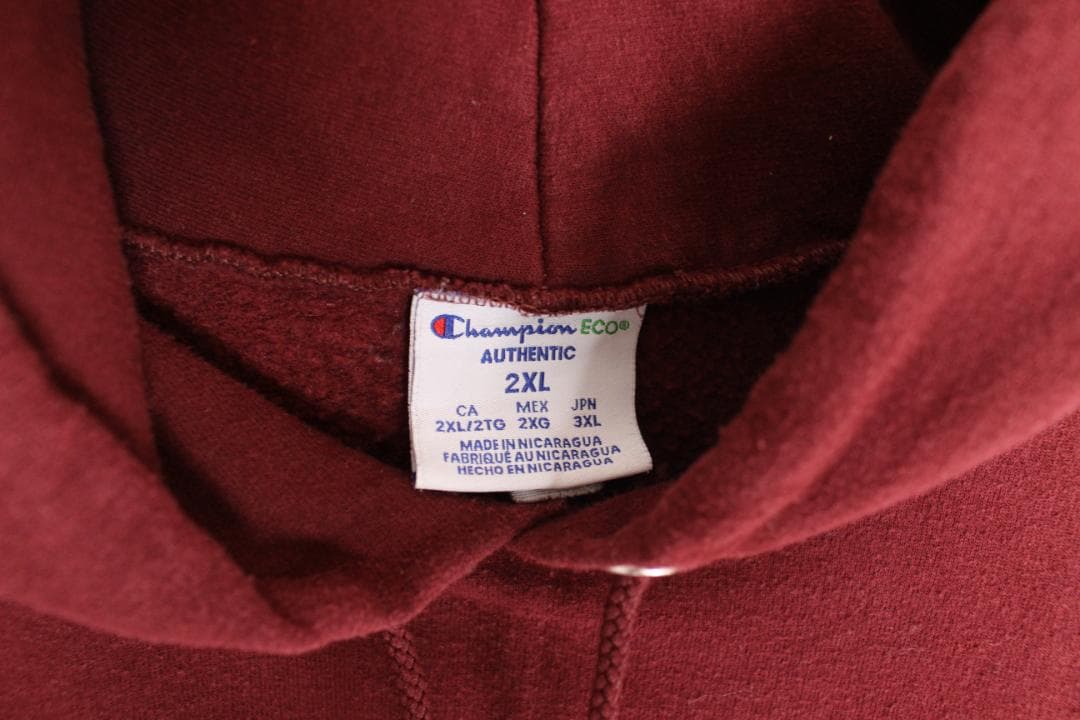 Champion ECO®
AUTHENTIC
2XL
CA MEX JPN
2XL/2TG 2XG 3XL
MADE IN NICARAGUA
FABRIQUÉ AU NICARAGUA
HECHO EN NICARAGUA